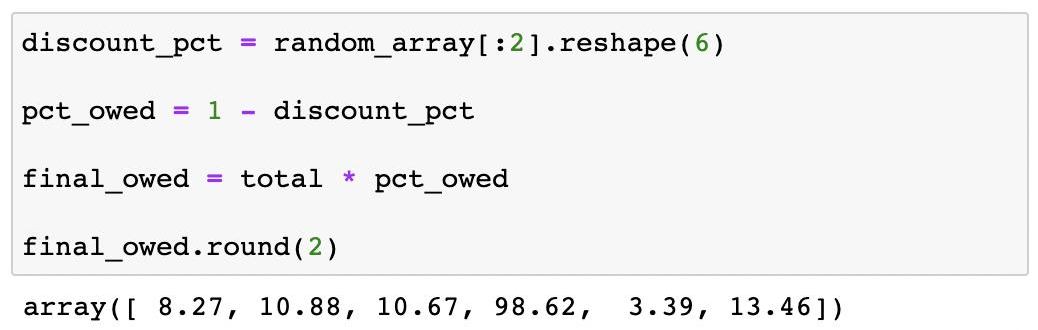 discount_pct = random_array[:2].reshape(6)
pct_owed = 1 - discount_pct
final_owed = total * pct_owed
final_owed.round(2)
array([ 8.27, 10.88, 10.67, 98.62,  3.39, 13.46])